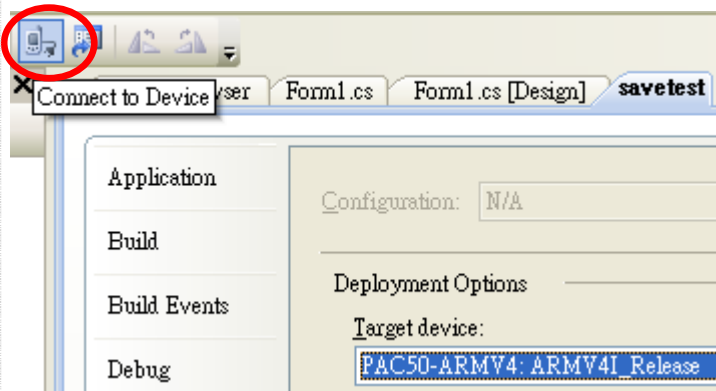 Connect to Device
Form1.cs
Form1.cs [Design]
savetest
Application
Configuration:
N/A
Build
Deployment Options
Build Events
Target device:
Debug
PAC50-ARMV4: ARMV4I_Release